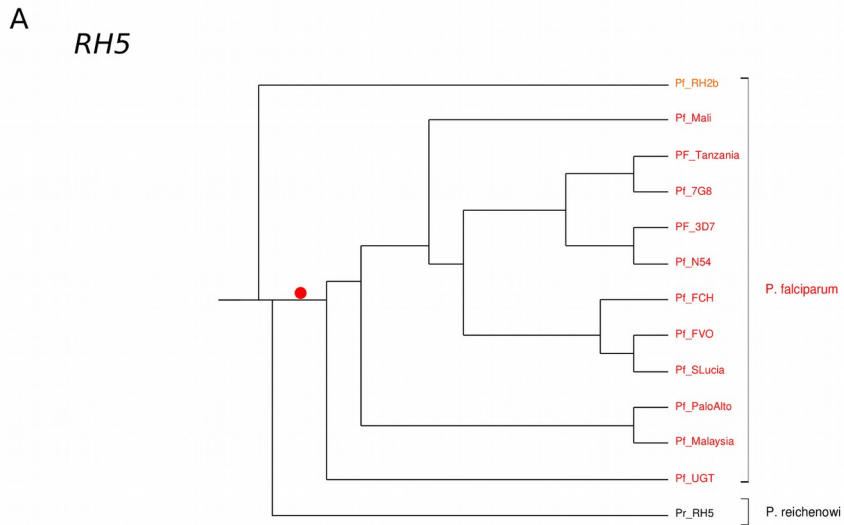 A
RH5
Pf_RH2b
Pf_Mali
PF_Tanzania
Pf_7G8
PF_3D7
Pf_N54
Pf_FCH
P. falciparum
Pf_FVO
Pf_SLucia
Pf_PaloAlto
Pf_Malaysia
Pf_UGT
Pr_RH5
P. reichenowi